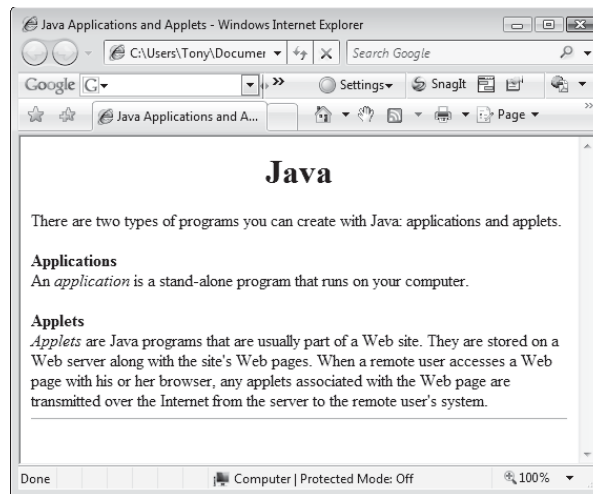 Java Applications and Applets - Windows Internet Explorer
C:\Users\Tony\Documer
Search Google
Google
G
»
Settings
SnagIt
Java Applications and A...
Page
»
Java
There are two types of programs you can create with Java: applications and applets.
Applications
An application is a stand-alone program that runs on your computer.
Applets
Applets are Java programs that are usually part of a Web site. They are stored on a
Web server along with the site's Web pages. When a remote user accesses a Web
page with his or her browser, any applets associated with the Web page are
transmitted over the Internet from the server to the remote user's system.
Done
Computer | Protected Mode: Off
100%